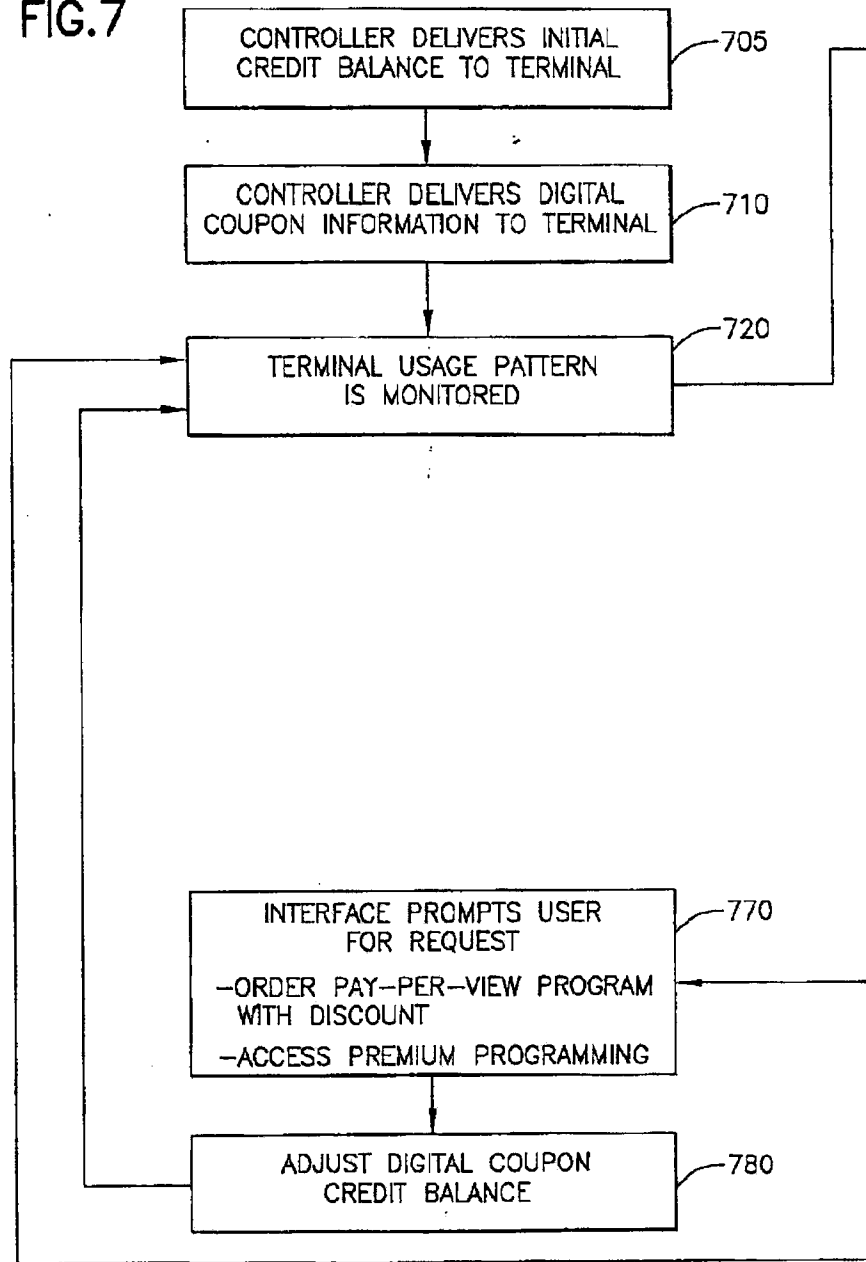 FIG.7
CONTROLLER DELIVERS INITIAL
CREDIT BALANCE TO TERMINAL
705
CONTROLLER DELIVERS DIGITAL
COUPON INFORMATION TO TERMINAL
710
TERMINAL USAGE PATTERN
IS MONITORED
720
INTERFACE PROMPTS USER
FOR REQUEST
-ORDER PAY-PER-VIEW PROGRAM
WITH DISCOUNT
-ACCESS PREMIUM PROGRAMMING
770
ADJUST DIGITAL COUPON
CREDIT BALANCE
780